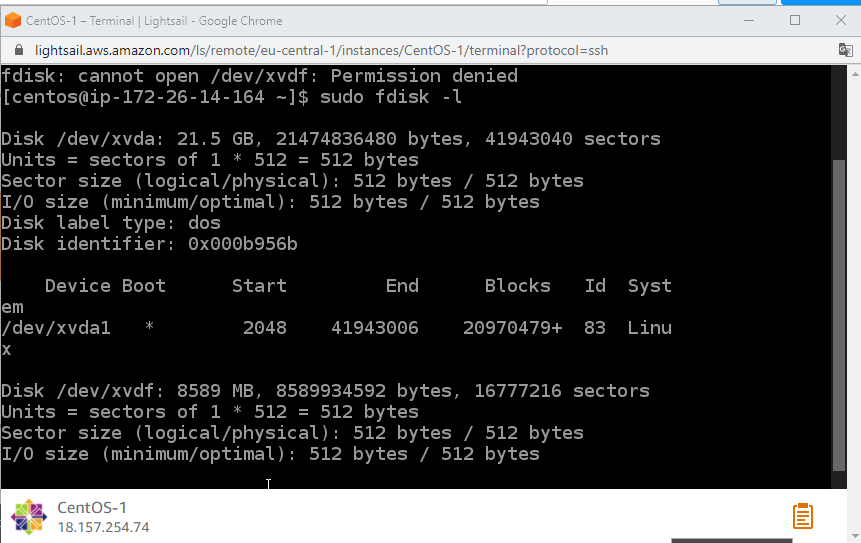 CentOS-1 – Terminal | Lightsail - Google Chrome
lightsail.aws.amazon.com/ls/remote/eu-central-1/instances/CentOS-1/terminal?protocol=ssh
fdisk: cannot open /dev/xvdf: Permission denied
[centos@ip-172-26-14-164 ~]$ sudo fdisk -l
Disk /dev/xvda: 21.5 GB, 21474836480 bytes, 41943040 sectors
Units = sectors of 1 * 512 = 512 bytes
Sector size (logical/physical): 512 bytes / 512 bytes
I/O size (minimum/optimal): 512 bytes / 512 bytes
Disk label type: dos
Disk identifier: 0x000b956b
Device Boot Start End Blocks Id Syst
em
/dev/xvda1 * 2048 41943006 20970479+ 83 Linu
x
Disk /dev/xvdf: 8589 MB, 8589934592 bytes, 16777216 sectors
Units = sectors of 1 * 512 = 512 bytes
Sector size (logical/physical): 512 bytes / 512 bytes
I/O size (minimum/optimal): 512 bytes / 512 bytes
CentOS-1
18.157.254.74